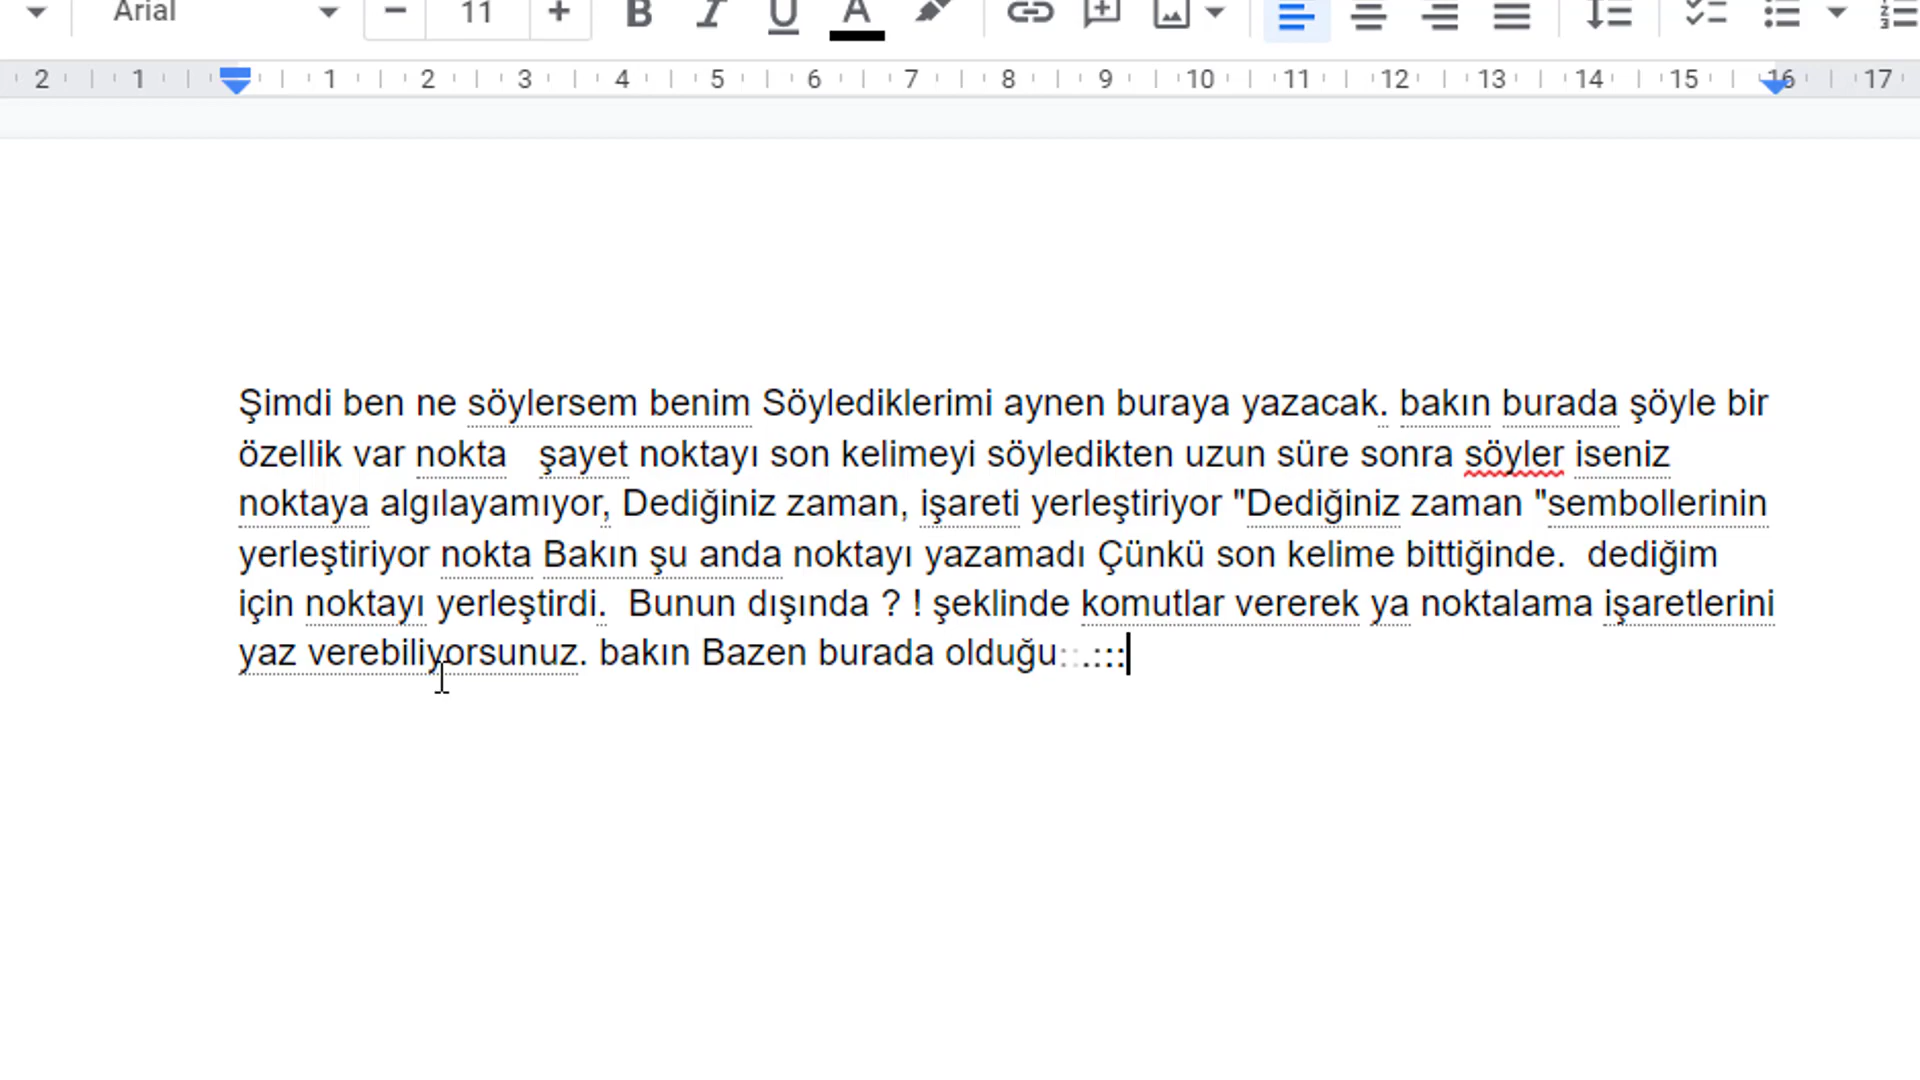 Arial 11 B I U A
2 1 1 2 3 4 5 6 7 8 9 10 11 12 13 14 15 16 17
Şimdi ben ne söylersem benim Söylediklerimi aynen buraya yazacak. bakın burada şöyle bir
özellik var nokta   şayet noktayı son kelimeyi söyledikten uzun süre sonra söyler iseniz
noktaya algılayamıyor, Dediğiniz zaman, işareti yerleştiriyor "Dediğiniz zaman "sembollerinin
yerleştiriyor nokta Bakın şu anda noktayı yazamadı Çünkü son kelime bittiğinde.  dediğim
için noktayı yerleştirdi.  Bunun dışında ? ! şeklinde komutlar vererek ya noktalama işaretlerini
yaz verebiliyorsunuz. bakın Bazen burada olduğu::.:::